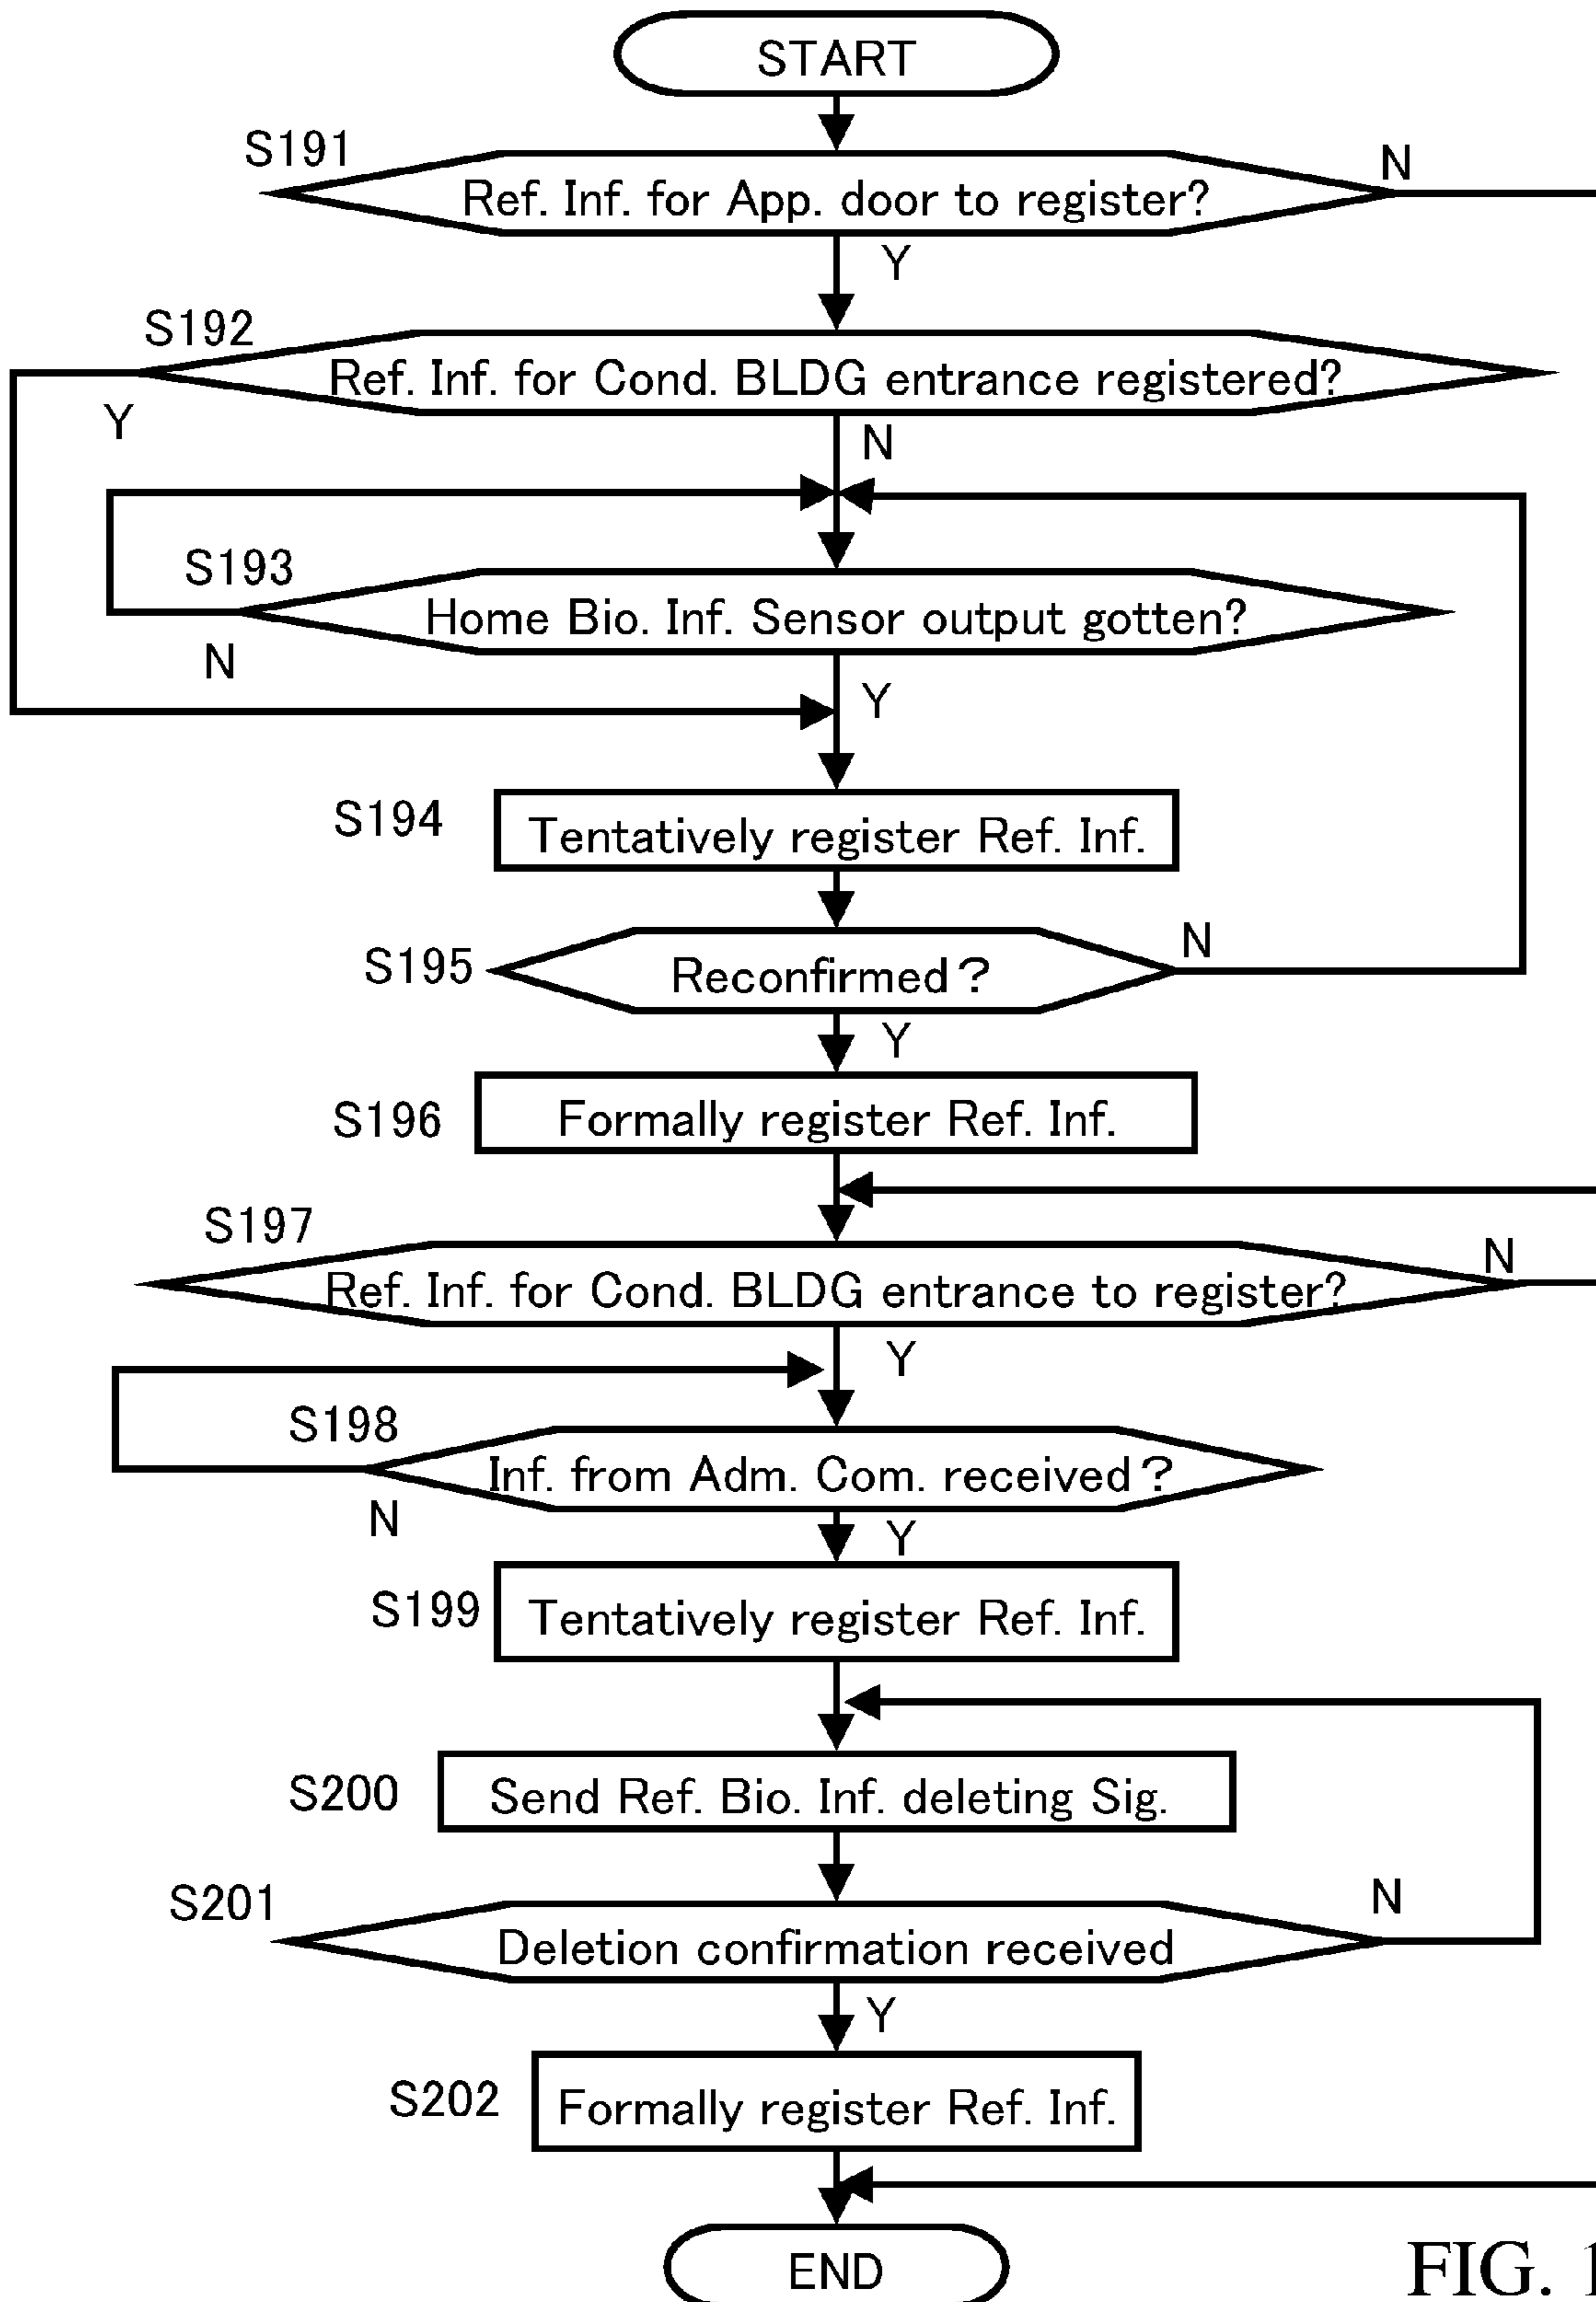 START
S191
N
Ref. Inf. for App. door to register?
Y
S192
Ref. Inf. for Cond. BLDG entrance registered?
Y
N
S193
Home Bio. Inf. Sensor output gotten?
N
Y
S194
Tentatively register Ref. Inf.
S195
N
Reconfirmed?
Y
S196
Formally register Ref. Inf.
S197
N
Ref. Inf. for Cond. BLDG entrance to register?
Y
S198
Inf. from Adm. Com. received?
N
Y
S199
Tentatively register Ref. Inf.
S200
Send Ref. Bio. Inf. deleting Sig.
S201
N
Deletion confirmation received
Y
S202
Formally register Ref. Inf.
END
FIG.